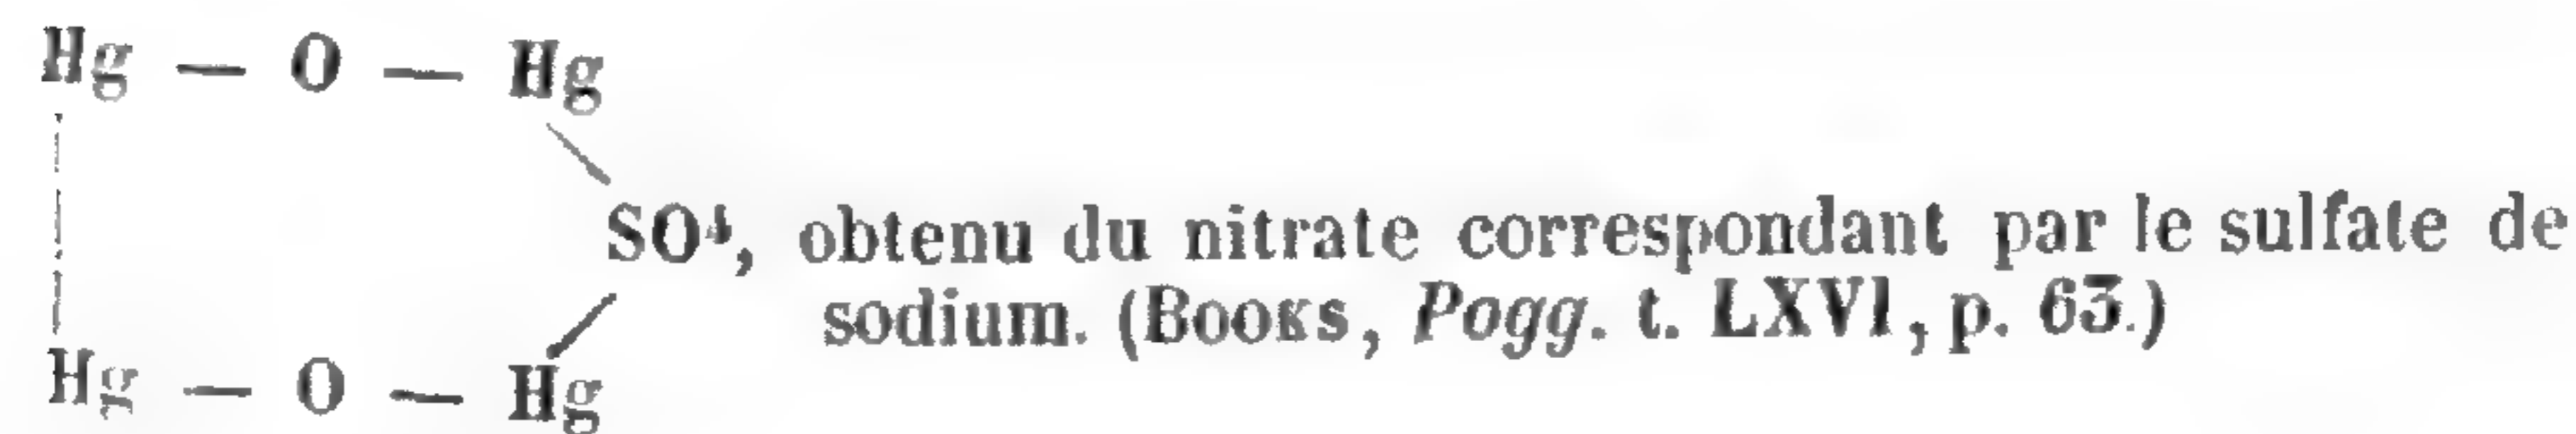 Hg — O — Hg
SO⁴, obtenu du nitrate correspondant par le sulfate de
sodium. (BOOKS, Pogg. t. LXVI, p. 63.)
Hg — O — Hg